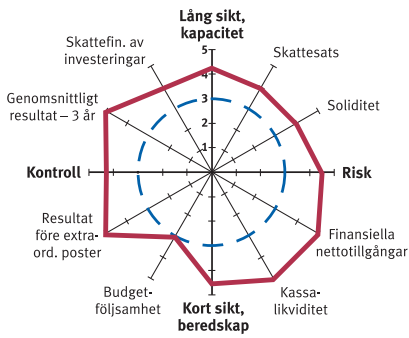 Lång sikt,
kapacitet
Skattefin. av
investeringar
Skattesats
Genomsnittligt
resultat – 3 år
Soliditet
5
4
3
2
1
Kontroll
Risk
Resultat
före extra-
ord. poster
Finansiella
nettotillgångar
Budget-
följsamhet
Kassa-
likviditet
Kort sikt,
beredskap